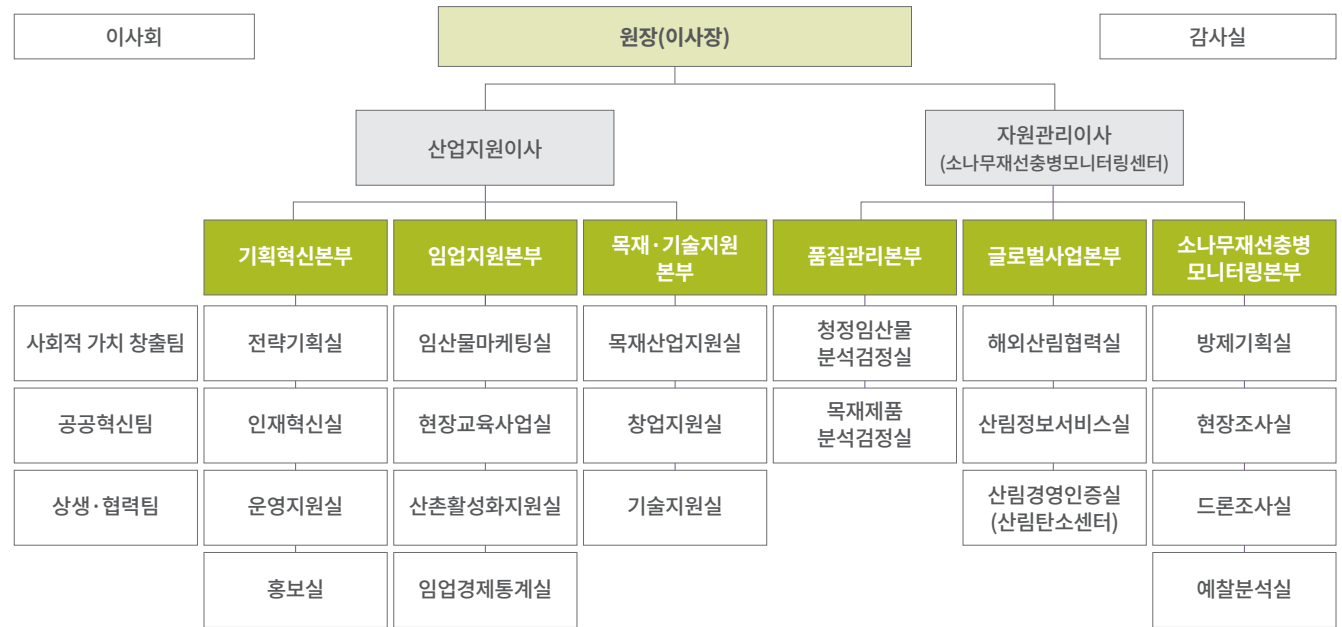 이사회
원장(이사장)
감사실
산업지원이사
자원관리이사
(소나무재선충병모니터링센터)
기획혁신본부
임업지원본부
목재·기술지원
본부
품질관리본부
글로벌사업본부
소나무재선충병
모니터링본부
사회적 가치 창출팀
전략기획실
임산물마케팅실
목재산업지원실
청정임산물
분석검정실
해외산림협력실
방제기획실
공공혁신팀
인재혁신실
현장교육사업실
창업지원실
목재제품
분석검정실
산림정보서비스실
현장조사실
상생·협력팀
운영지원실
산촌활성화지원실
기술지원실
산림경영인증실
(산림탄소센터)
드론조사실
홍보실
임업경제통계실
예찰분석실